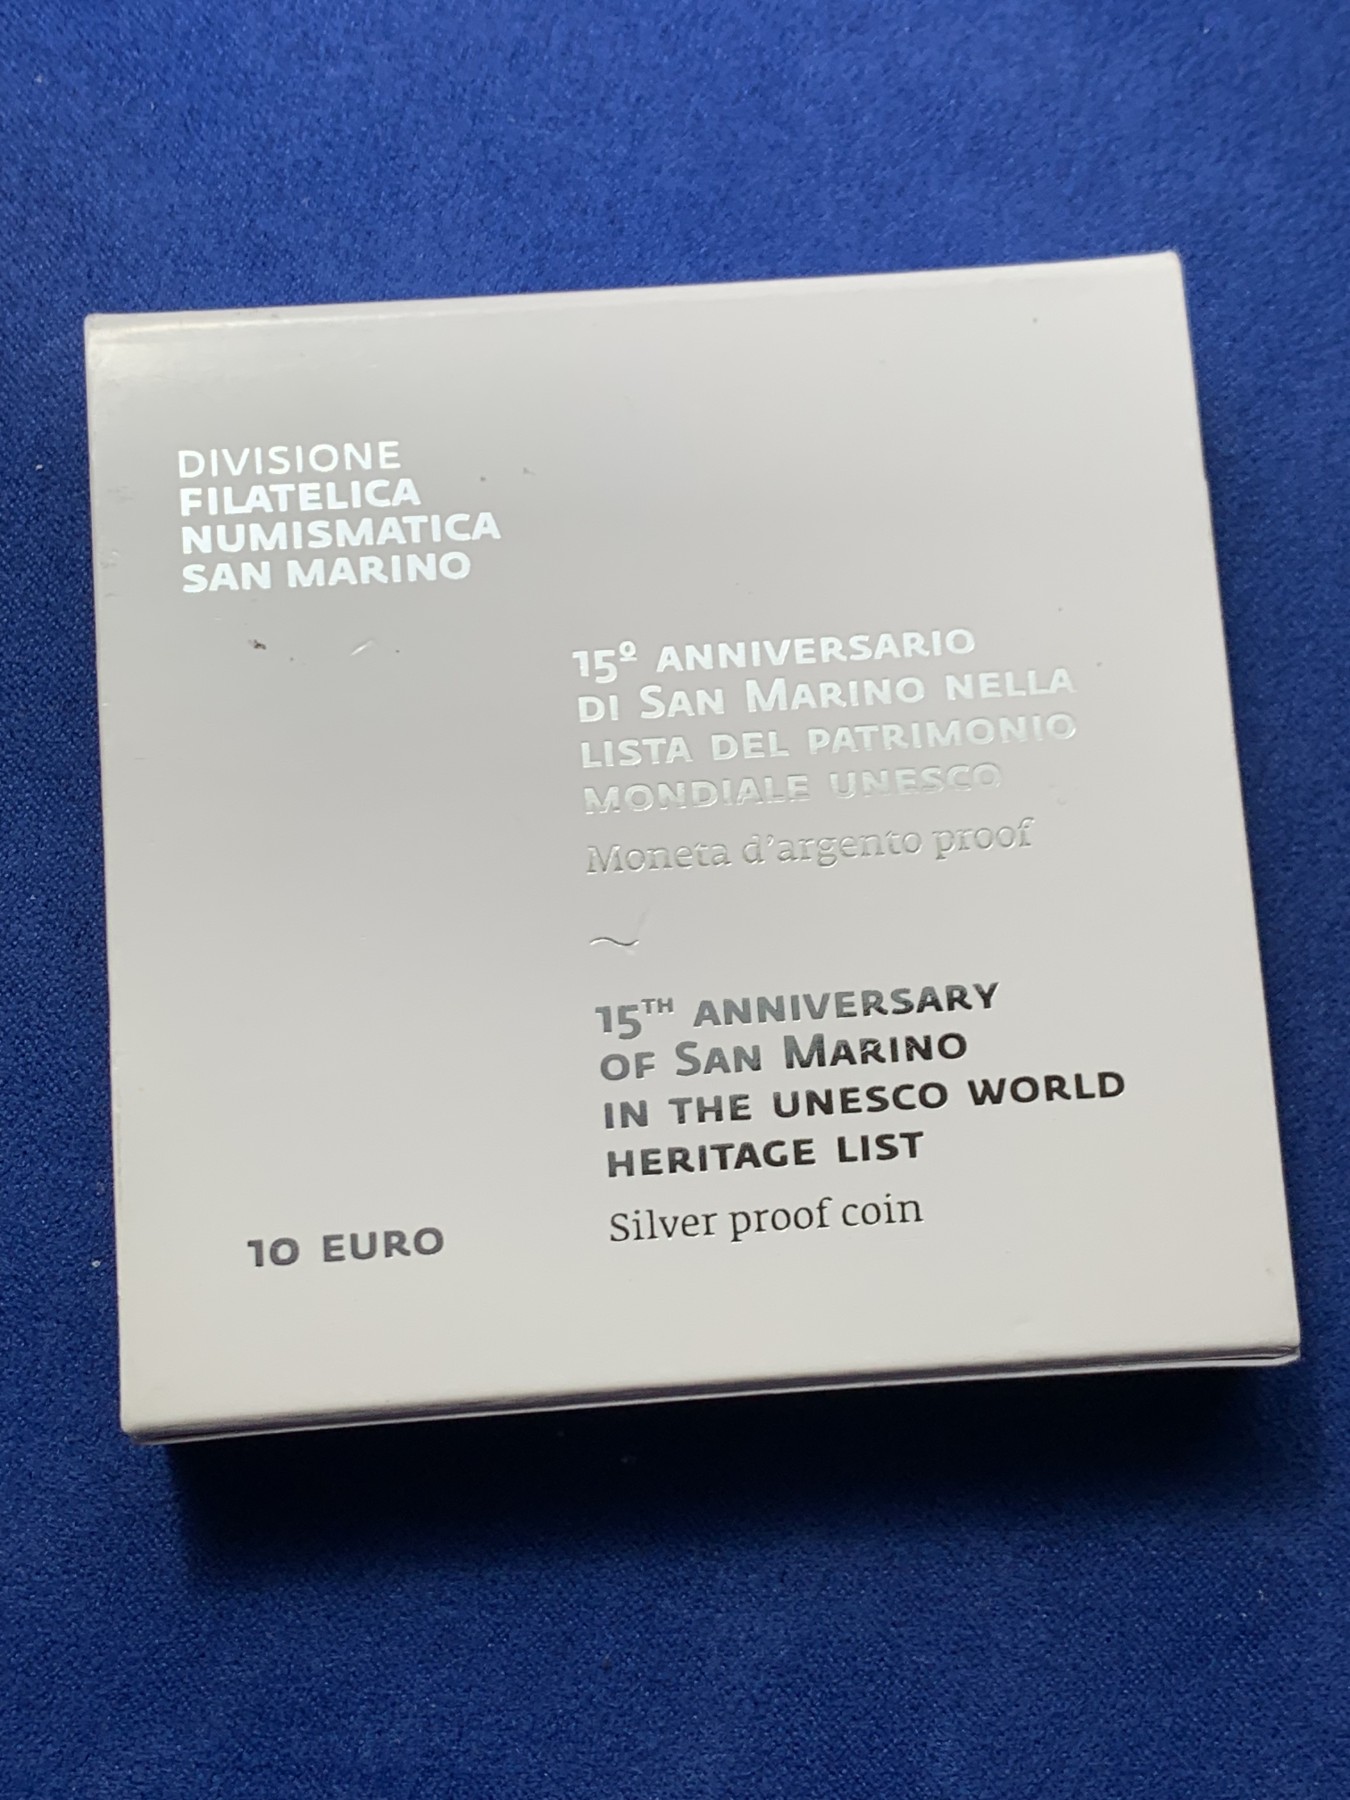 DIVISIONE
FILATELICA
NUMISMATICA
SAN MARINO
15º ANNIVERSARIO
DI SAN MARINO NELLA
LISTA DEL PATRIMONIO
MONDIALE UNESCO
Moneta d'argento proof
~
15TH ANNIVERSARY
OF SAN MARINO
IN THE UNESCO WORLD
HERITAGE LIST
Silver proof coin
10 EURO